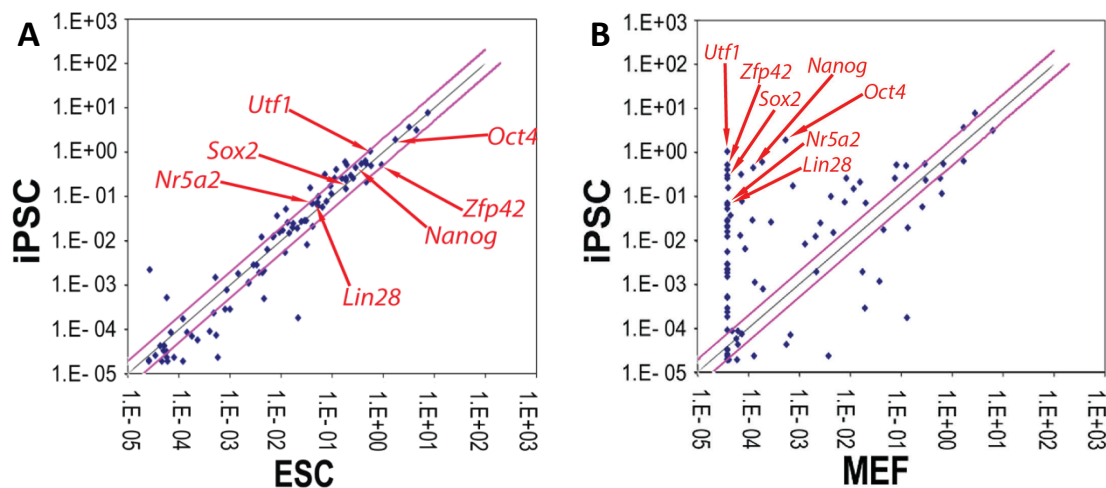 A
1.E+03
1.E+02
1.E+01
1.E+00
1.E-01
1.E-02
1.E-03
1.E-04
1.E-05
iPSC
Utf1
Sox2
Nr5a2
Oct4
Zfp42
Nanog
Lin28
1.E-05
1.E-04
1.E-03
1.E-02
1.E-01
1.E+00
1.E+01
1.E+02
1.E+03
ESC
B
1.E+03
1.E+02
1.E+01
1.E+00
1.E-01
1.E-02
1.E-03
1.E-04
1.E-05
iPSC
Utf1
Zfp42
Nanog
Sox2
Oct4
Nr5a2
Lin28
1.E-05
1.E-04
1.E-03
1.E-02
1.E-01
1.E+00
1.E+01
1.E+02
1.E+03
MEF